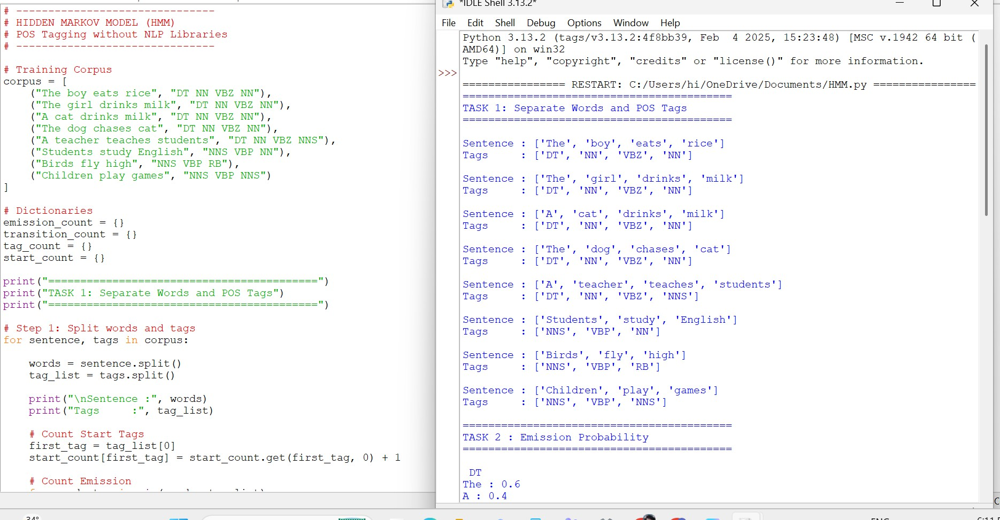 # -------------------------------
# HIDDEN MARKOV MODEL (HMM)
# POS Tagging without NLP Libraries
# -------------------------------
# Training Corpus
corpus = [
("The boy eats rice", "DT NN VBZ NN"),
("The girl drinks milk", "DT NN VBZ NN"),
("A cat drinks milk", "DT NN VBZ NN"),
("The dog chases cat", "DT NN VBZ NN"),
("A teacher teaches students", "DT NN VBZ NNS"),
("Students study English", "NNS VBP NN"),
("Birds fly high", "NNS VBP RB"),
("Children play games", "NNS VBP NNS")
]
# Dictionaries
emission_count = {}
transition_count = {}
tag_count = {}
start_count = {}
print("==========================================")
print("TASK 1: Separate Words and POS Tags")
print("==========================================")
# Step 1: Split words and tags
for sentence, tags in corpus:
words = sentence.split()
tag_list = tags.split()
print("\nSentence :", words)
print("Tags     :", tag_list)
# Count Start Tags
first_tag = tag_list[0]
start_count[first_tag] = start_count.get(first_tag, 0) + 1
# Count Emission
*IDLE Shell 3.13.2*
File Edit Shell Debug Options Window Help
Python 3.13.2 (tags/v3.13.2:4f8bb39, Feb  4 2025, 15:23:48) [MSC v.1942 64 bit (
AMD64)] on win32
Type "help", "copyright", "credits" or "license()" for more information.
>>>
================ RESTART: C:/Users/hi/OneDrive/Documents/HMM.py ================
==========================================
TASK 1: Separate Words and POS Tags
==========================================
Sentence : ['The', 'boy', 'eats', 'rice']
Tags     : ['DT', 'NN', 'VBZ', 'NN']
Sentence : ['The', 'girl', 'drinks', 'milk']
Tags     : ['DT', 'NN', 'VBZ', 'NN']
Sentence : ['A', 'cat', 'drinks', 'milk']
Tags     : ['DT', 'NN', 'VBZ', 'NN']
Sentence : ['The', 'dog', 'chases', 'cat']
Tags     : ['DT', 'NN', 'VBZ', 'NN']
Sentence : ['A', 'teacher', 'teaches', 'students']
Tags     : ['DT', 'NN', 'VBZ', 'NNS']
Sentence : ['Students', 'study', 'English']
Tags     : ['NNS', 'VBP', 'NN']
Sentence : ['Birds', 'fly', 'high']
Tags     : ['NNS', 'VBP', 'RB']
Sentence : ['Children', 'play', 'games']
Tags     : ['NNS', 'VBP', 'NNS']
==========================================
TASK 2 : Emission Probability
==========================================
DT
The : 0.6
A : 0.4
34°